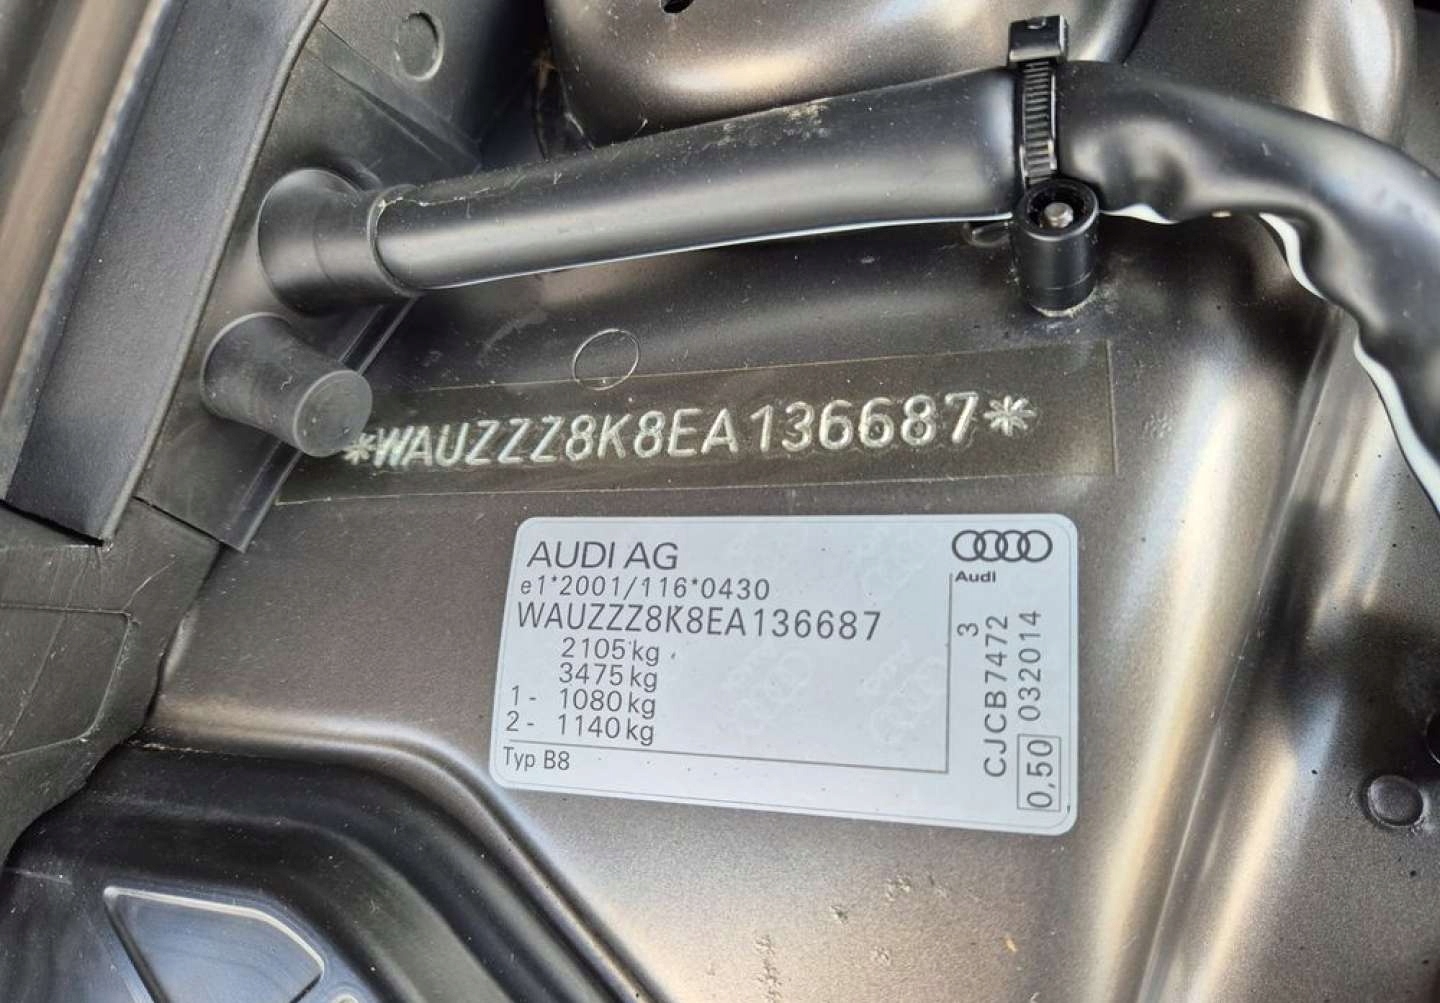 *WAUZZZ8K8EA136687*
AUDI AG
Audi
e1*2001/116*0430
WAUZZZ8K8EA136687
2105 kg
3475 kg
1 - 1080 kg
2 - 1140 kg
Typ B8
3
CJCB7472
0,50 032014